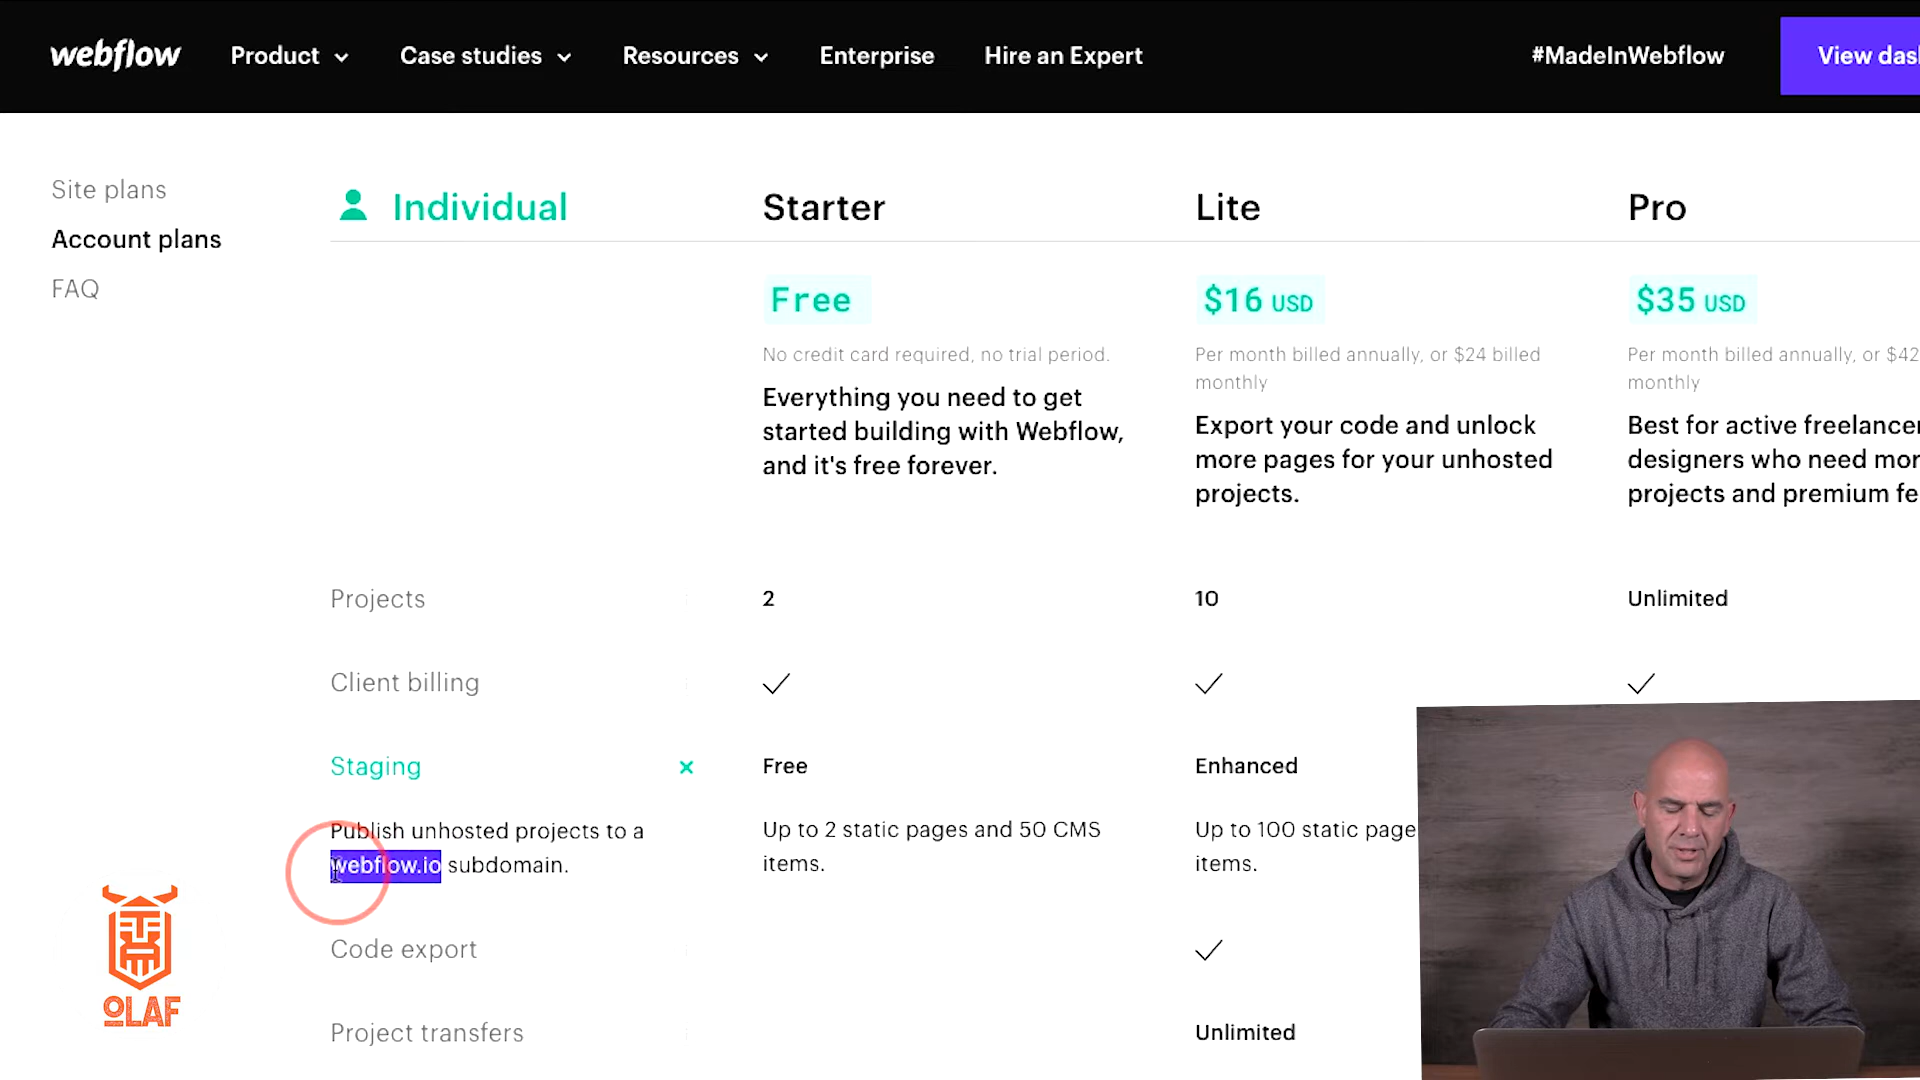 webflow
Product
Case studies
Resources
Enterprise
Hire an Expert
#MadeInWebflow
View das
Site plans
Account plans
FAQ
Individual
Starter
Lite
Pro
Free
$16 USD
$35 USD
No credit card required, no trial period.
Per month billed annually, or $24 billed
monthly
Per month billed annually, or $42
monthly
Everything you need to get
started building with Webflow,
and it's free forever.
Export your code and unlock
more pages for your unhosted
projects.
Best for active freelancer
designers who need mor
projects and premium fe
Projects
2
10
Unlimited
Client billing
Staging
Free
Enhanced
Publish unhosted projects to a
webflow.io subdomain.
Up to 2 static pages and 50 CMS
items.
Up to 100 static page
items.
Code export
Project transfers
Unlimited
OLAF